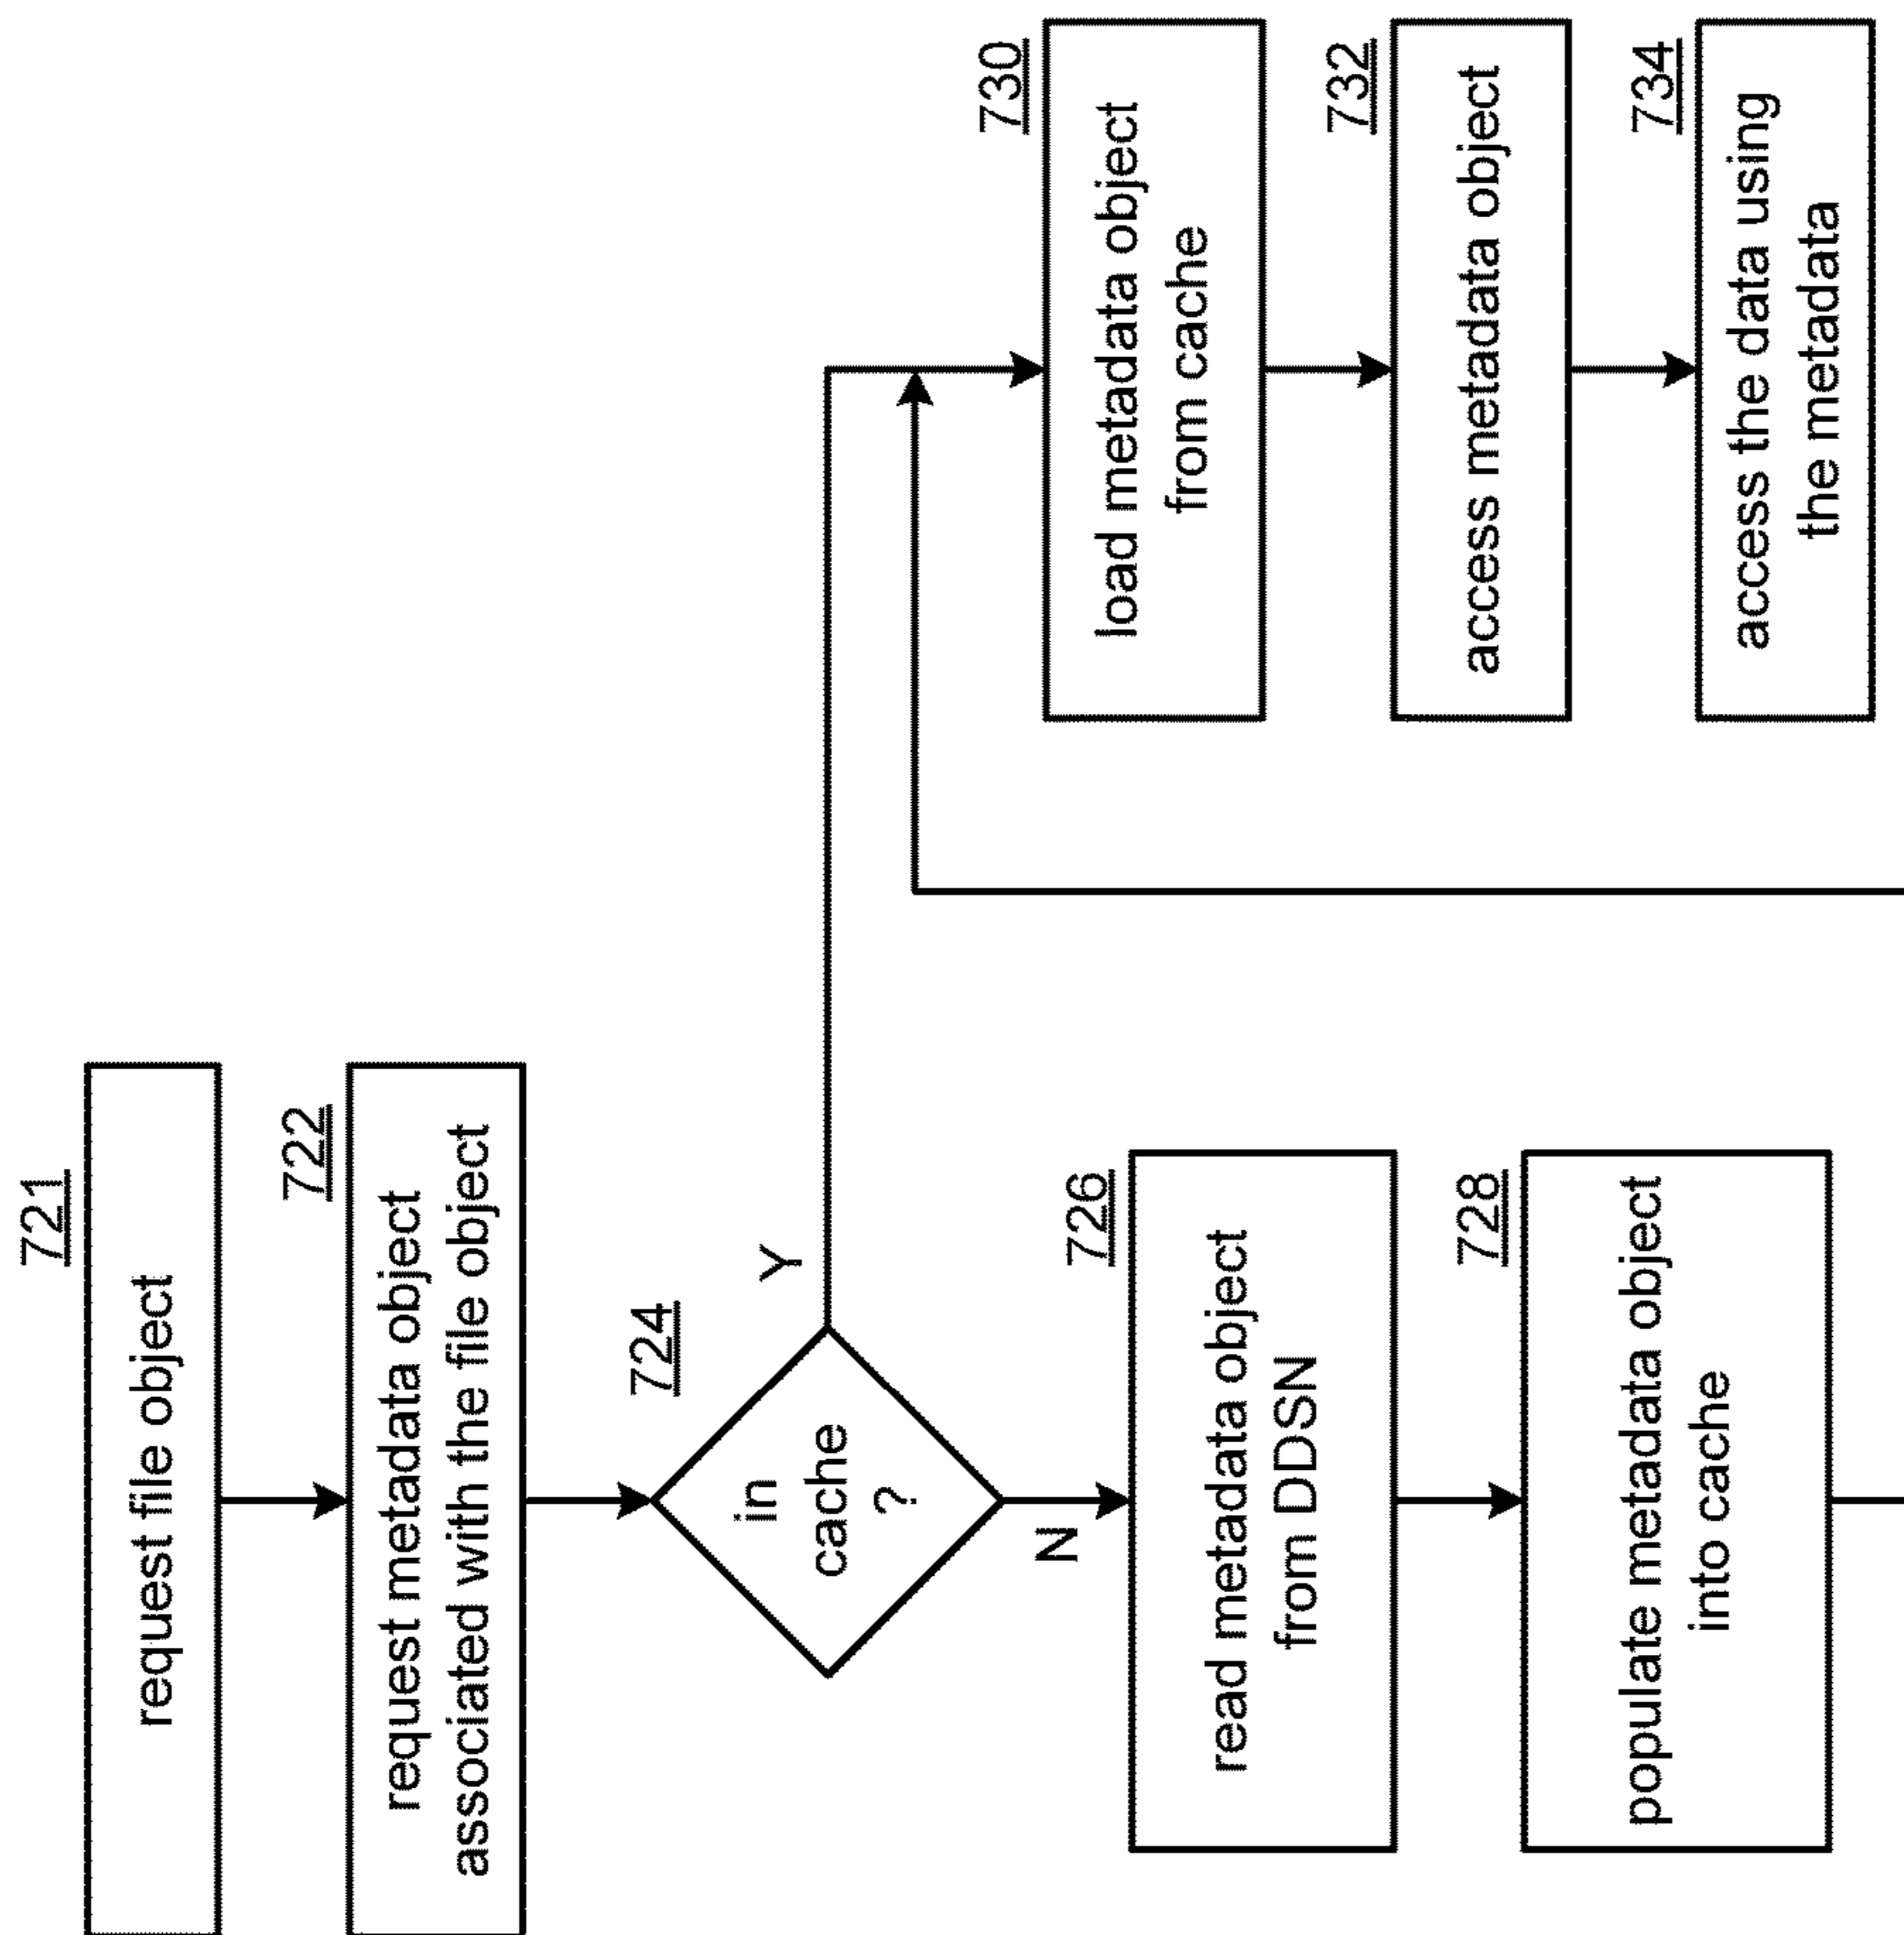 721
request file object
722
request metadata object
associated with the file object
724
in
cache
?
Y
N
726
read metadata object
from DDSN
728
populate metadata object
into cache
730
load metadata object
from cache
732
access metadata object
734
access the data using
the metadata